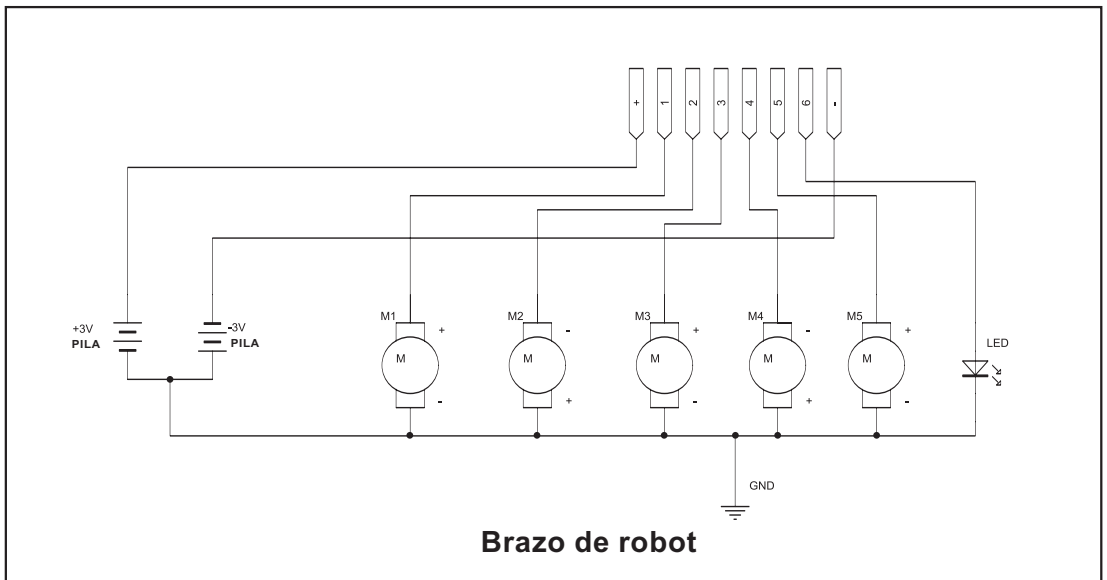 + 1 2 3 4 5 6 -
+3V
PILA
-3V
PILA
M1 + M -
M2 - M +
M3 + M -
M4 - M +
M5 + M -
LED
GND
Brazo de robot